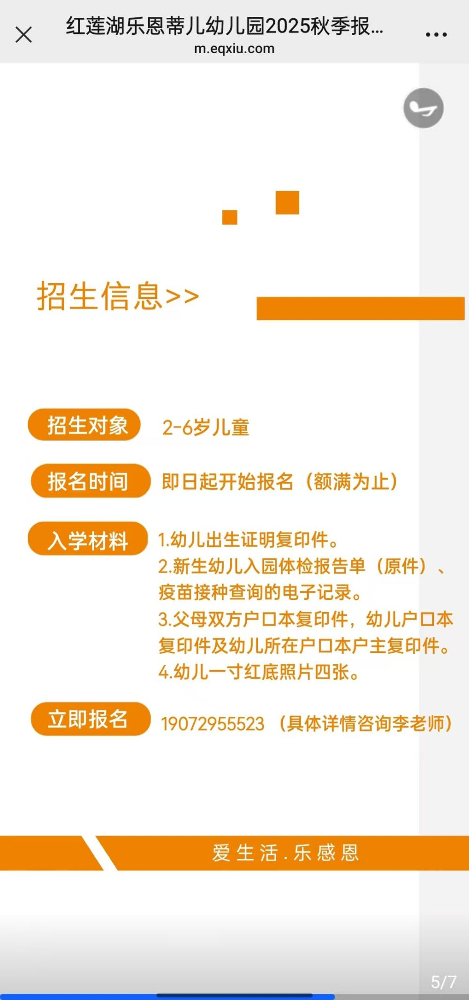 红莲湖乐恩蒂儿幼儿园2025秋季报...
m.eqxiu.com
招生信息>>
招生对象 2-6岁儿童
报名时间 即日起开始报名（额满为止）
入学材料 1.幼儿出生证明复印件。
2.新生幼儿入园体检报告单（原件）、
疫苗接种查询的电子记录。
3.父母双方户口本复印件，幼儿户口本
复印件及幼儿所在户口本户主复印件。
4.幼儿一寸红底照片四张。
立即报名 19072955523 （具体详情咨询李老师）
爱生活.乐感恩
5/7